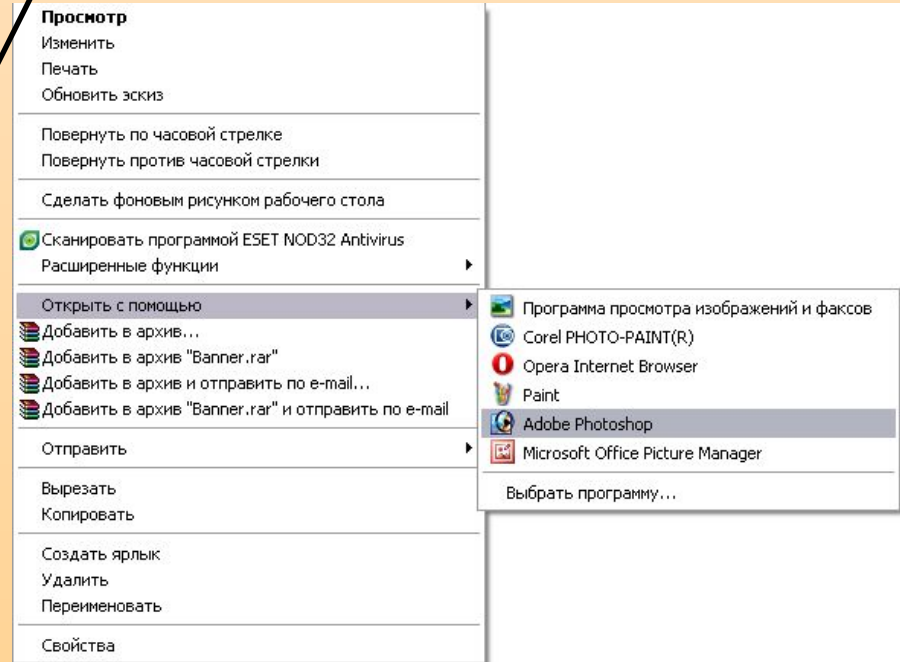 Просмотр
Изменить
Печать
Обновить эскиз
Повернуть по часовой стрелке
Повернуть против часовой стрелки
Сделать фоновым рисунком рабочего стола
Сканировать программой ESET NOD32 Antivirus
Расширенные функции
Открыть с помощью
Добавить в архив...
Добавить в архив "Banner.rar"
Добавить в архив и отправить по e-mail...
Добавить в архив "Banner.rar" и отправить по e-mail
Отправить
Вырезать
Копировать
Создать ярлык
Удалить
Переименовать
Свойства
Программа просмотра изображений и факсов
Corel PHOTO-PAINT(R)
Opera Internet Browser
Paint
Adobe Photoshop
Microsoft Office Picture Manager
Выбрать программу...